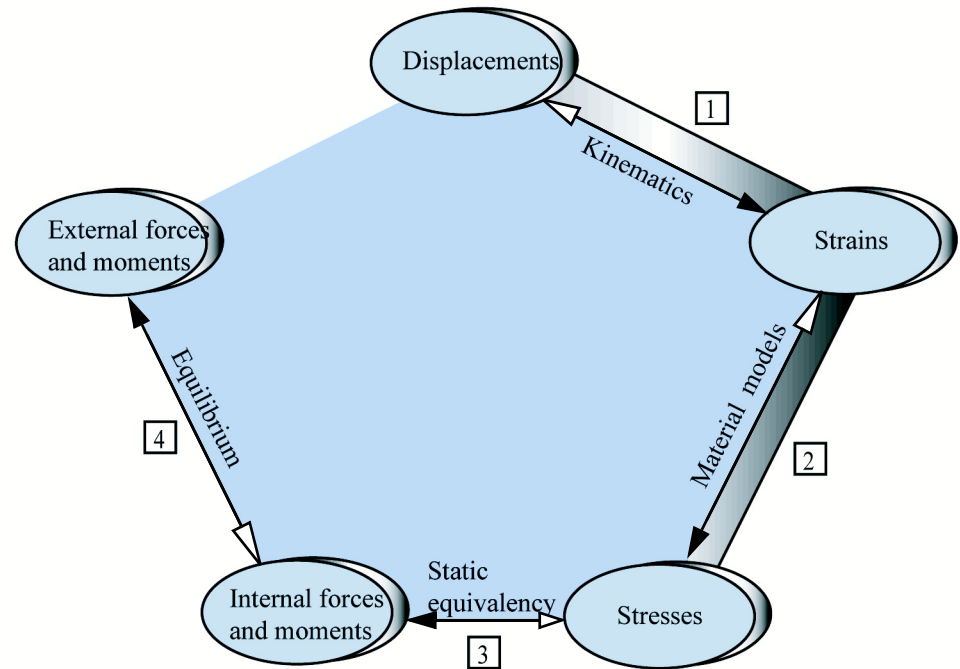 Displacements
1
Kinematics
External forces
and moments
Strains
Equilibrium
Material models
4
2
Static
equivalency
Internal forces
and moments
Stresses
3